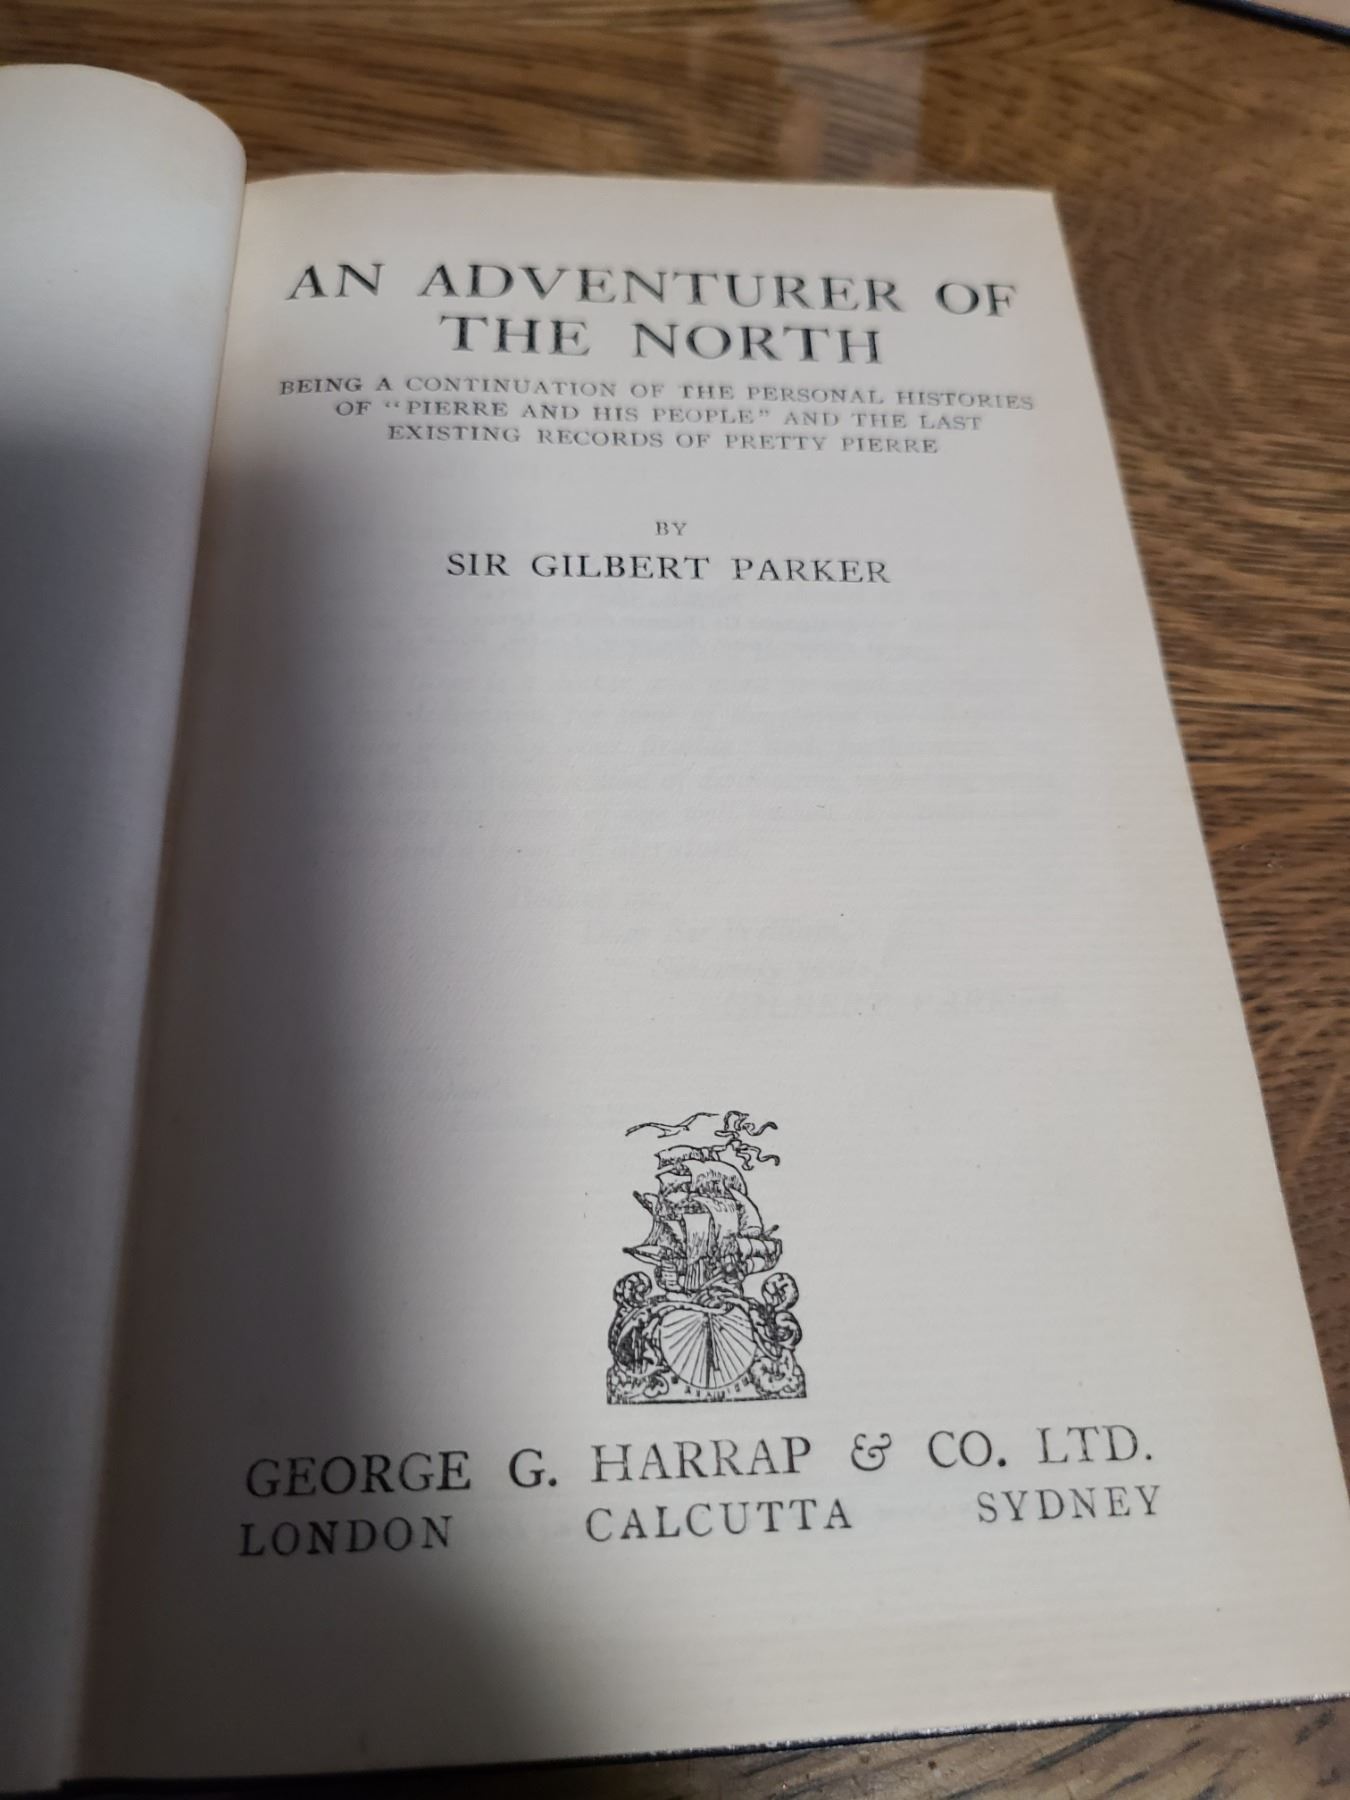 AN ADVENTURER OF
THE NORTH
BEING A CONTINUATION OF THE PERSONAL HISTORIES
OF “PIERRE AND HIS PEOPLE” AND THE LAST
EXISTING RECORDS OF PRETTY PIERRE
BY
SIR GILBERT PARKER
GEORGE G. HARRAP & CO. LTD.
LONDON CALCUTTA SYDNEY